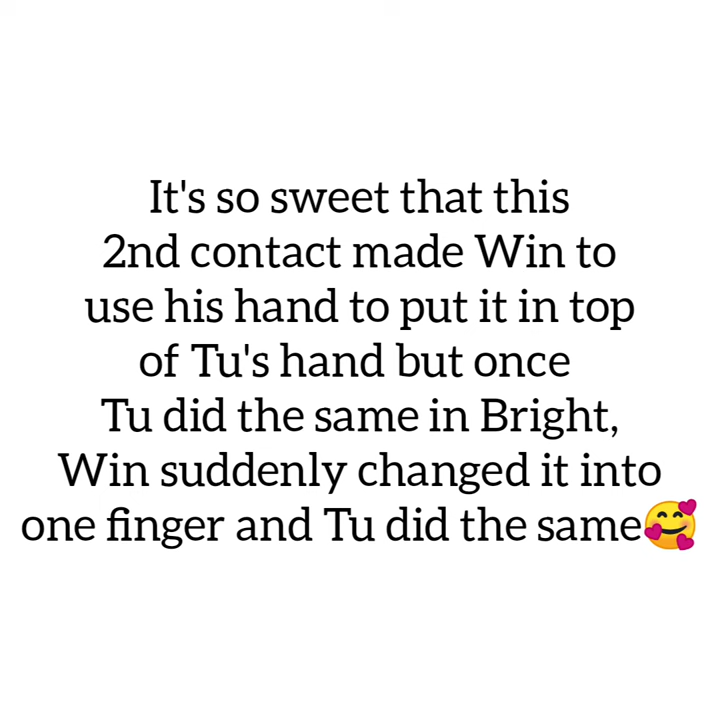 It's so sweet that this
2nd contact made Win to
use his hand to put it in top
of Tu's hand but once
Tu did the same in Bright,
Win suddenly changed it into
one finger and Tu did the same🥰